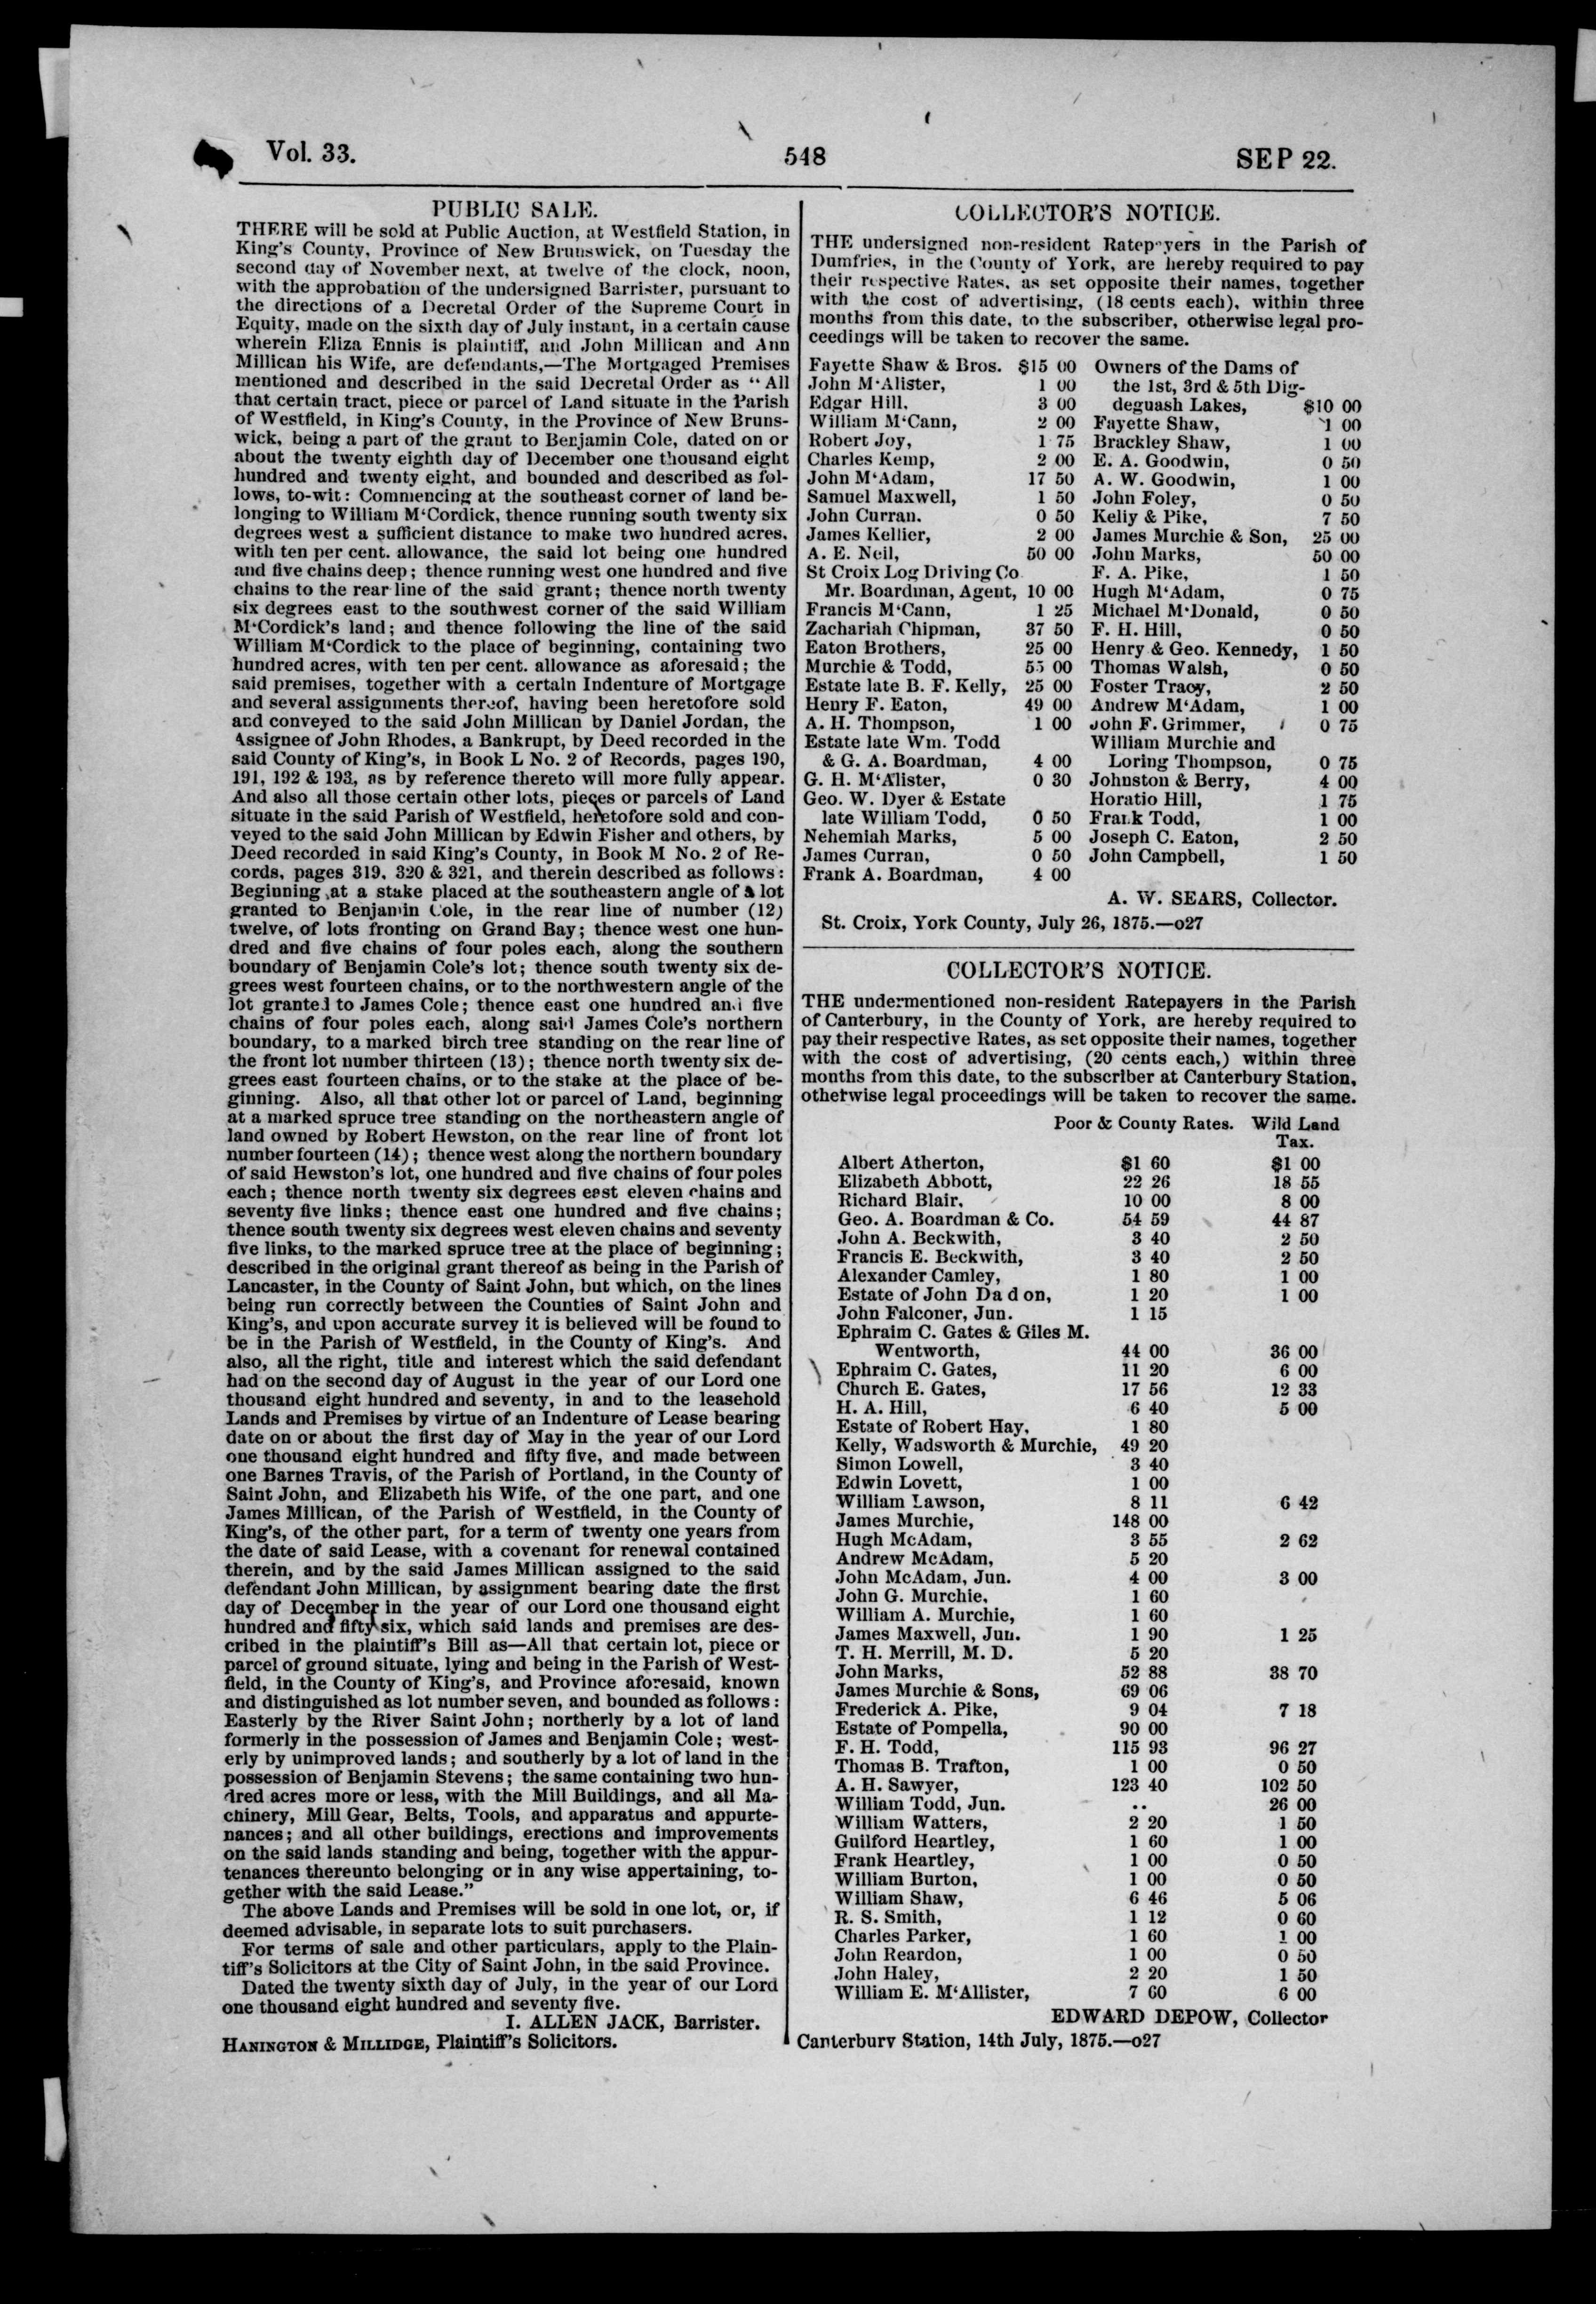 Vol. 33.
548
SEP 22.
PUBLIC SALE.
THERE will be sold at Public Auction, at Westfield Station, in
King's County, Province of New Brunswick, on Tuesday the
second day of November next, at twelve of the clock, noon,
with the approbation of the undersigned Barrister, pursuant to
the directions of a Decretal Order of the Supreme Court in
Equity, made on the sixth day of July instant, in a certain cause
wherein Eliza Ennis is plaintiff, and John Millican and Ann
Millican his Wife, are defendants,—The Mortgaged Premises
mentioned and described in the said Decretal Order as “ All
that certain tract, piece or parcel of Land situate in the Parish
of Westfield, in King's County, in the Province of New Bruns-
wick, being a part of the grant to Benjamin Cole, dated on or
about the twenty eighth day of December one thousand eight
hundred and twenty eight, and bounded and described as fol-
lows, to-wit: Commencing at the southeast corner of land be-
longing to William M‘Cordick, thence running south twenty six
degrees west a sufficient distance to make two hundred acres,
with ten per cent. allowance, the said lot being one hundred
and five chains deep; thence running west one hundred and five
chains to the rear line of the said grant; thence north twenty
six degrees east to the southwest corner of the said William
M‘Cordick's land; and thence following the line of the said
William M‘Cordick to the place of beginning, containing two
hundred acres, with ten per cent. allowance as aforesaid; the
said premises, together with a certain Indenture of Mortgage
and several assignments thereof, having been heretofore sold
and conveyed to the said John Millican by Daniel Jordan, the
Assignee of John Rhodes, a Bankrupt, by Deed recorded in the
said County of King's, in Book L No. 2 of Records, pages 190,
191, 192 & 193, as by reference thereto will more fully appear.
And also all those certain other lots, pieces or parcels of Land
situate in the said Parish of Westfield, heretofore sold and con-
veyed to the said John Millican by Edwin Fisher and others, by
Deed recorded in said King's County, in Book M No. 2 of Re-
cords, pages 319, 320 & 321, and therein described as follows:
Beginning at a stake placed at the southeastern angle of a lot
granted to Benjamin Cole, in the rear line of number (12)
twelve, of lots fronting on Grand Bay; thence west one hun-
dred and five chains of four poles each, along the southern
boundary of Benjamin Cole's lot; thence south twenty six de-
grees west fourteen chains, or to the northwestern angle of the
lot granted to James Cole; thence east one hundred and five
chains of four poles each, along said James Cole's northern
boundary, to a marked birch tree standing on the rear line of
the front lot number thirteen (13); thence north twenty six de-
grees east fourteen chains, or to the stake at the place of be-
ginning. Also, all that other lot or parcel of Land, beginning
at a marked spruce tree standing on the northeastern angle of
land owned by Robert Hewston, on the rear line of front lot
number fourteen (14); thence west along the northern boundary
of said Hewston's lot, one hundred and five chains of four poles
each; thence north twenty six degrees east eleven chains and
seventy five links; thence east one hundred and five chains;
thence south twenty six degrees west eleven chains and seventy
five links, to the marked spruce tree at the place of beginning;
described in the original grant thereof as being in the Parish of
Lancaster, in the County of Saint John, but which, on the lines
being run correctly between the Counties of Saint John and
King's, and upon accurate survey it is believed will be found to
be in the Parish of Westfield, in the County of King's. And
also, all the right, title and interest which the said defendant
had on the second day of August in the year of our Lord one
thousand eight hundred and seventy, in and to the leasehold
Lands and Premises by virtue of an Indenture of Lease bearing
date on or about the first day of May in the year of our Lord
one thousand eight hundred and fifty five, and made between
one Barnes Travis, of the Parish of Portland, in the County of
Saint John, and Elizabeth his Wife, of the one part, and one
James Millican, of the Parish of Westfield, in the County of
King's, of the other part, for a term of twenty one years from
the date of said Lease, with a covenant for renewal contained
therein, and by the said James Millican assigned to the said
defendant John Millican, by assignment bearing date the first
day of December in the year of our Lord one thousand eight
hundred and fifty six, which said lands and premises are des-
cribed in the plaintiff's Bill as—All that certain lot, piece or
parcel of ground situate, lying and being in the Parish of West-
field, in the County of King's, and Province aforesaid, known
and distinguished as lot number seven, and bounded as follows:
Easterly by the River Saint John; northerly by a lot of land
formerly in the possession of James and Benjamin Cole; west-
erly by unimproved lands; and southerly by a lot of land in the
possession of Benjamin Stevens; the same containing two hun-
dred acres more or less, with the Mill Buildings, and all Ma-
chinery, Mill Gear, Belts, Tools, and apparatus and appurte-
nances; and all other buildings, erections and improvements
on the said lands standing and being, together with the appur-
tenances thereunto belonging or in any wise appertaining, to-
gether with the said Lease.”
The above Lands and Premises will be sold in one lot, or, if
deemed advisable, in separate lots to suit purchasers.
For terms of sale and other particulars, apply to the Plain-
tiff's Solicitors at the City of Saint John, in the said Province.
Dated the twenty sixth day of July, in the year of our Lord
one thousand eight hundred and seventy five.
I. ALLEN JACK, Barrister.
HANINGTON & MILLIDGE, Plaintiff's Solicitors.
COLLECTOR'S NOTICE.
THE undersigned non-resident Ratepayers in the Parish of
Dumfries, in the County of York, are hereby required to pay
their respective Rates, as set opposite their names, together
with the cost of advertising, (18 cents each), within three
months from this date, to the subscriber, otherwise legal pro-
ceedings will be taken to recover the same.
Fayette Shaw & Bros. $15 00
John M‘Alister, 1 00
Edgar Hill, 3 00
William M‘Cann, 2 00
Robert Joy, 1 75
Charles Kemp, 2 00
John M‘Adam, 17 50
Samuel Maxwell, 1 50
John Curran. 0 50
James Kellier, 2 00
A. E. Neil, 50 00
St Croix Log Driving Co
Mr. Boardman, Agent, 10 00
Francis M‘Cann, 1 25
Zachariah Chipman, 37 50
Eaton Brothers, 25 00
Murchie & Todd, 55 00
Estate late B. F. Kelly, 25 00
Henry F. Eaton, 49 00
A. H. Thompson, 1 00
Estate late Wm. Todd
& G. A. Boardman, 4 00
G. H. M‘Alister, 0 30
Geo. W. Dyer & Estate
late William Todd, 0 50
Nehemiah Marks, 5 00
James Curran, 0 50
Frank A. Boardman, 4 00
Owners of the Dams of
the 1st, 3rd & 5th Dig-
deguash Lakes, $10 00
Fayette Shaw, 1 00
Brackley Shaw, 1 00
E. A. Goodwin, 0 50
A. W. Goodwin, 1 00
John Foley, 0 50
Kelly & Pike, 7 50
James Murchie & Son, 25 00
John Marks, 50 00
F. A. Pike, 1 50
Hugh M‘Adam, 0 75
Michael M‘Donald, 0 50
F. H. Hill, 0 50
Henry & Geo. Kennedy, 1 50
Thomas Walsh, 0 50
Foster Tracy, 2 50
Andrew M‘Adam, 1 00
John F. Grimmer, 0 75
William Murchie and
Loring Thompson, 0 75
Johnston & Berry, 4 00
Horatio Hill, 1 75
Frank Todd, 1 00
Joseph C. Eaton, 2 50
John Campbell, 1 50
A. W. SEARS, Collector.
St. Croix, York County, July 26, 1875.—o27
COLLECTOR'S NOTICE.
THE undermentioned non-resident Ratepayers in the Parish
of Canterbury, in the County of York, are hereby required to
pay their respective Rates, as set opposite their names, together
with the cost of advertising, (20 cents each,) within three
months from this date, to the subscriber at Canterbury Station,
otherwise legal proceedings will be taken to recover the same.
Poor & County Rates. Wild Land
Tax.
Albert Atherton, $1 60 $1 00
Elizabeth Abbott, 22 26 18 55
Richard Blair, 10 00 8 00
Geo. A. Boardman & Co. 54 59 44 87
John A. Beckwith, 3 40 2 50
Francis E. Beckwith, 3 40 2 50
Alexander Camley, 1 80 1 00
Estate of John Da d on, 1 20 1 00
John Falconer, Jun. 1 15
Ephraim C. Gates & Giles M.
Wentworth, 44 00 36 00
Ephraim C. Gates, 11 20 6 00
Church E. Gates, 17 56 12 33
H. A. Hill, 6 40 5 00
Estate of Robert Hay, 1 80
Kelly, Wadsworth & Murchie, 49 20
Simon Lowell, 3 40
Edwin Lovett, 1 00
William Lawson, 8 11 6 42
James Murchie, 148 00
Hugh McAdam, 3 55 2 62
Andrew McAdam, 5 20
John McAdam, Jun. 4 00 3 00
John G. Murchie, 1 60
William A. Murchie, 1 60
James Maxwell, Jun. 1 90 1 25
T. H. Merrill, M. D. 5 20
John Marks, 52 88 38 70
James Murchie & Sons, 69 06
Frederick A. Pike, 9 04 7 18
Estate of Pompella, 90 00
F. H. Todd, 115 93 96 27
Thomas B. Trafton, 1 00 0 50
A. H. Sawyer, 123 40 102 50
William Todd, Jun. .. 26 00
William Watters, 2 20 1 50
Guilford Heartley, 1 60 1 00
Frank Heartley, 1 00 0 50
William Burton, 1 00 0 50
William Shaw, 6 46 5 06
R. S. Smith, 1 12 0 60
Charles Parker, 1 60 1 00
John Reardon, 1 00 0 50
John Haley, 2 20 1 50
William E. M‘Allister, 7 60 6 00
EDWARD DEPOW, Collector
Canterbury Station, 14th July, 1875.—o27